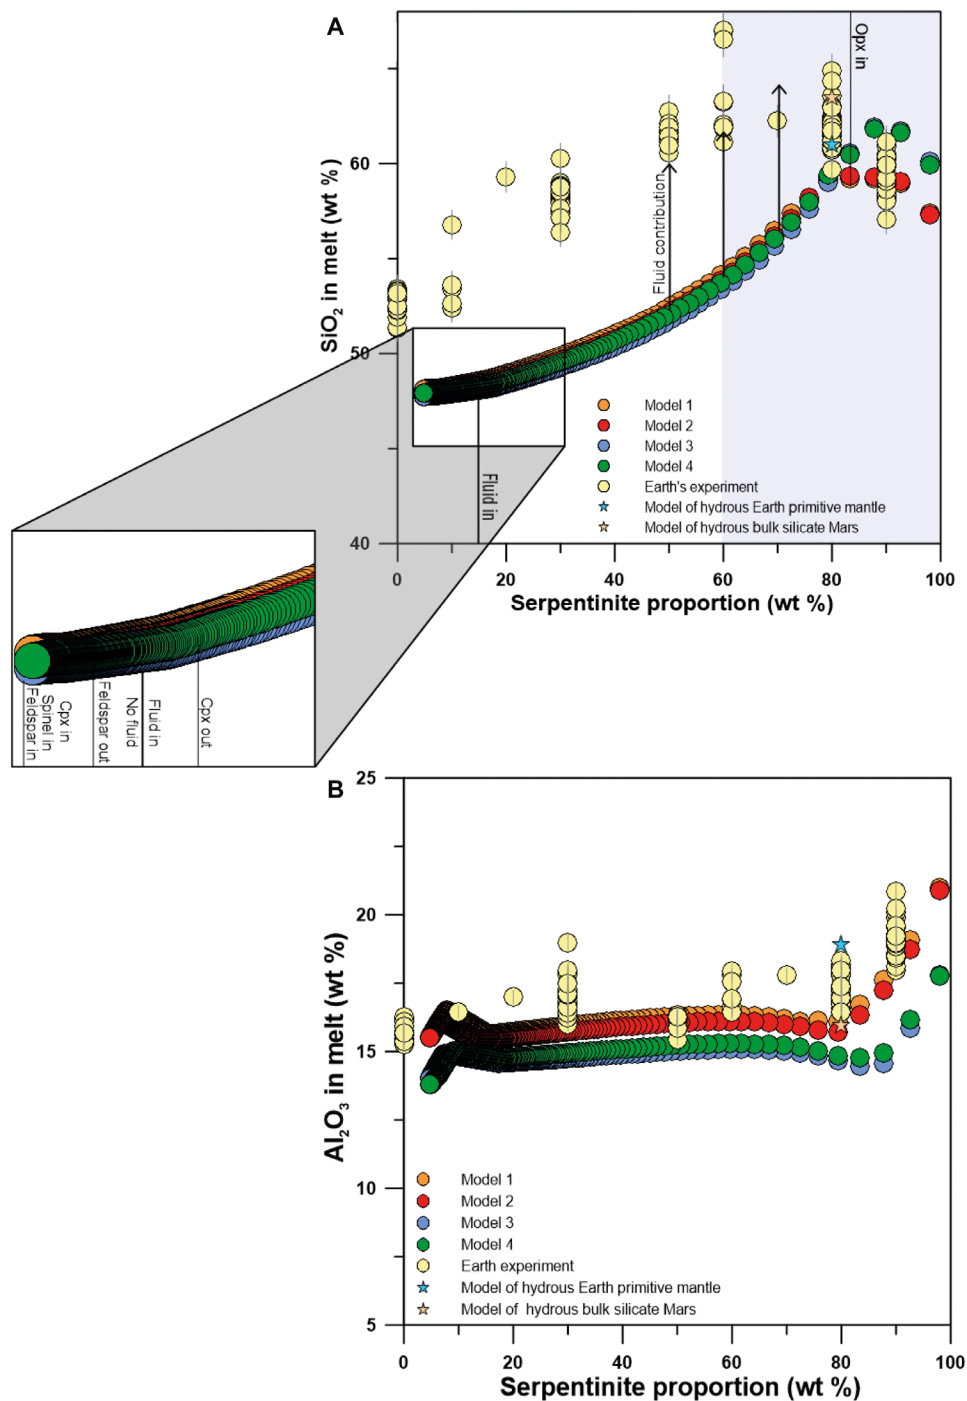 A
SiO2 in melt (wt %)
60
50
40
Opx in
Fluid contribution
Fluid in
Model 1
Model 2
Model 3
Model 4
Earth's experiment
Model of hydrous Earth primitive mantle
Model of hydrous bulk silicate Mars
0 20 40 60 80 100
Serpentinite proportion (wt %)
Feldspar in
Spinel in
Cpx in
Feldspar out
No fluid
Fluid in
Cpx out
B
Al2O3 in melt (wt %)
25
20
15
10
5
Model 1
Model 2
Model 3
Model 4
Earth experiment
Model of hydrous Earth primitive mantle
Model of hydrous bulk silicate Mars
0 20 40 60 80 100
Serpentinite proportion (wt %)